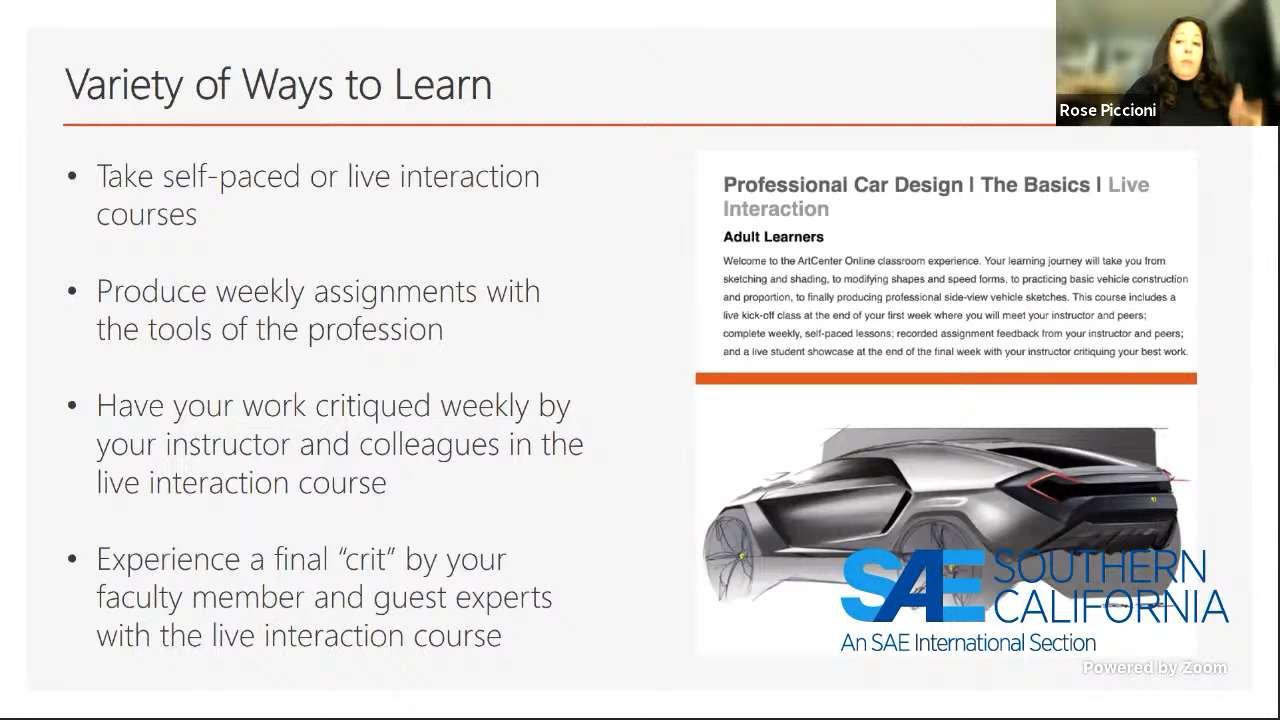 Variety of Ways to Learn
Rose Piccioni
• Take self-paced or live interaction
courses
• Produce weekly assignments with
the tools of the profession
• Have your work critiqued weekly by
your instructor and colleagues in the
live interaction course
• Experience a final “crit” by your
faculty member and guest experts
with the live interaction course
Professional Car Design | The Basics | Live
Interaction
Adult Learners
Welcome to the ArtCenter Online classroom experience. Your learning journey will take you from
sketching and shading, to modifying shapes and speed forms, to practicing basic vehicle construction
and proportion, to finally producing professional side-view vehicle sketches. This course includes a
live kick-off class at the end of your first week where you will meet your instructor and peers;
complete weekly, self-paced lessons; recorded assignment feedback from your instructor and peers;
and a live student showcase at the end of the final week with your instructor critiquing your best work.
SAE SOUTHERN
CALIFORNIA
An SAE International Section
Powered by Zoom